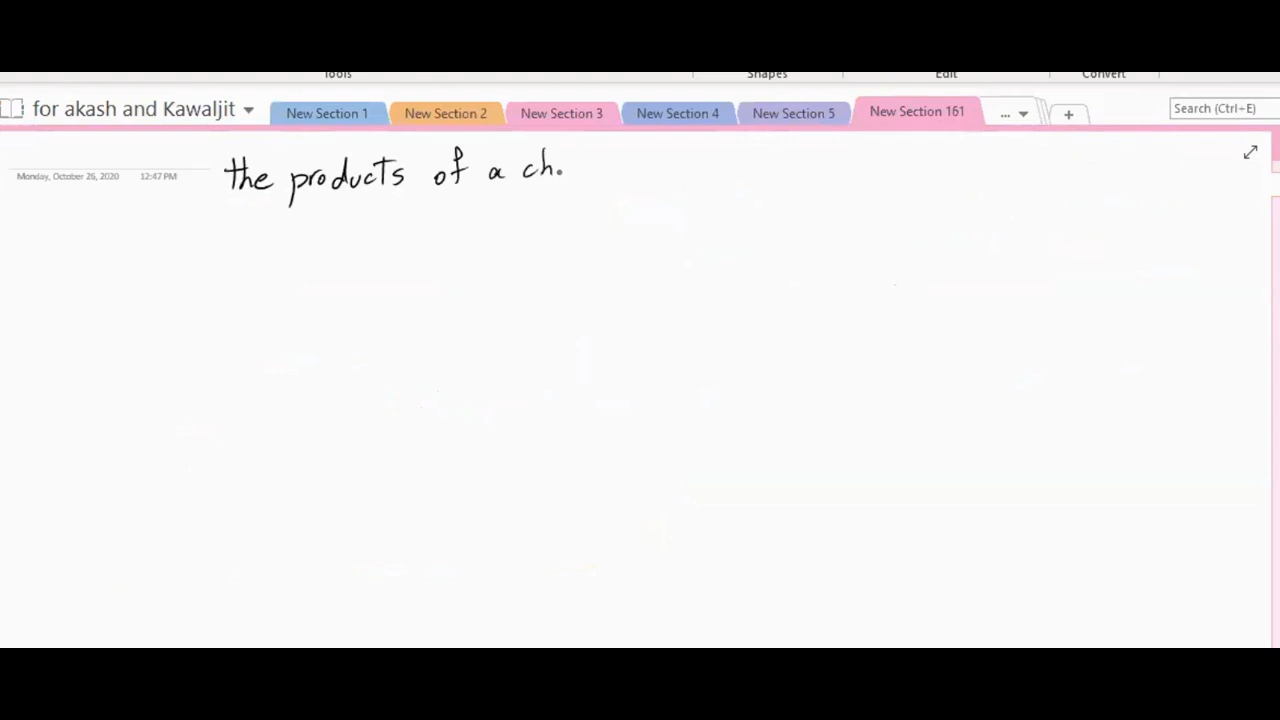 Tools Shapes Edit Convert
for akash and Kawaljit New Section 1 New Section 2 New Section 3 New Section 4 New Section 5 New Section 161 ... + Search (Ctrl+E)
Monday, October 26, 2020 12:47 PM the products of a ch